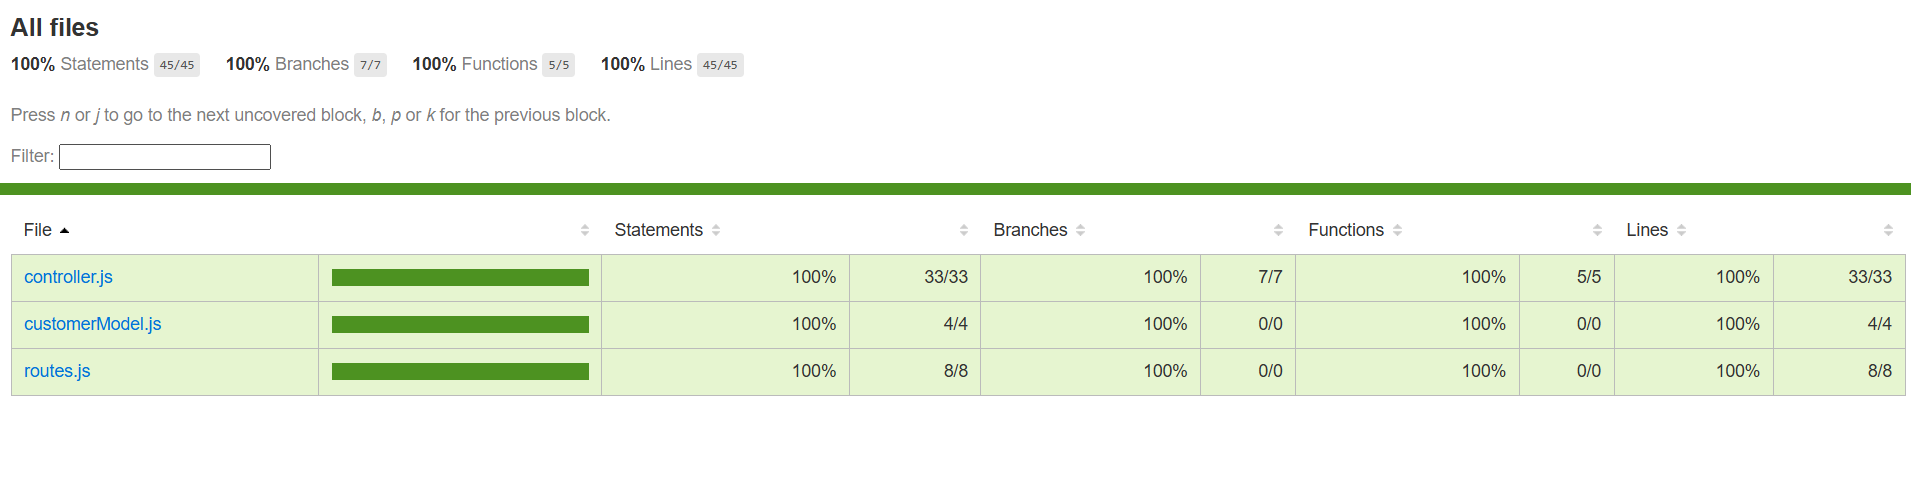 All files
100% Statements 45/45 100% Branches 7/7 100% Functions 5/5 100% Lines 45/45
Press n or j to go to the next uncovered block, b, p or k for the previous block.
Filter:
File Statements Branches Functions Lines
controller.js 100% 33/33 100% 7/7 100% 5/5 100% 33/33
customerModel.js 100% 4/4 100% 0/0 100% 0/0 100% 4/4
routes.js 100% 8/8 100% 0/0 100% 0/0 100% 8/8